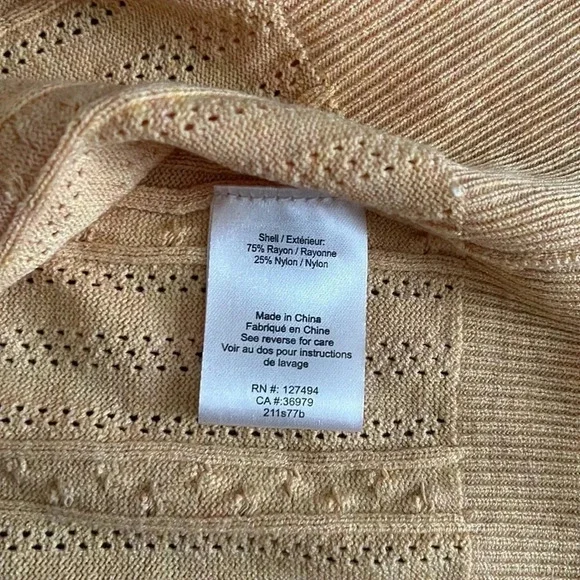 Shell / Extérieur:
75% Rayon / Rayonne
25% Nylon / Nylon
Made in China
Fabriqué en Chine
See reverse for care
Voir au dos pour instructions
de lavage
RN #: 127494
CA #:36979
211s77b